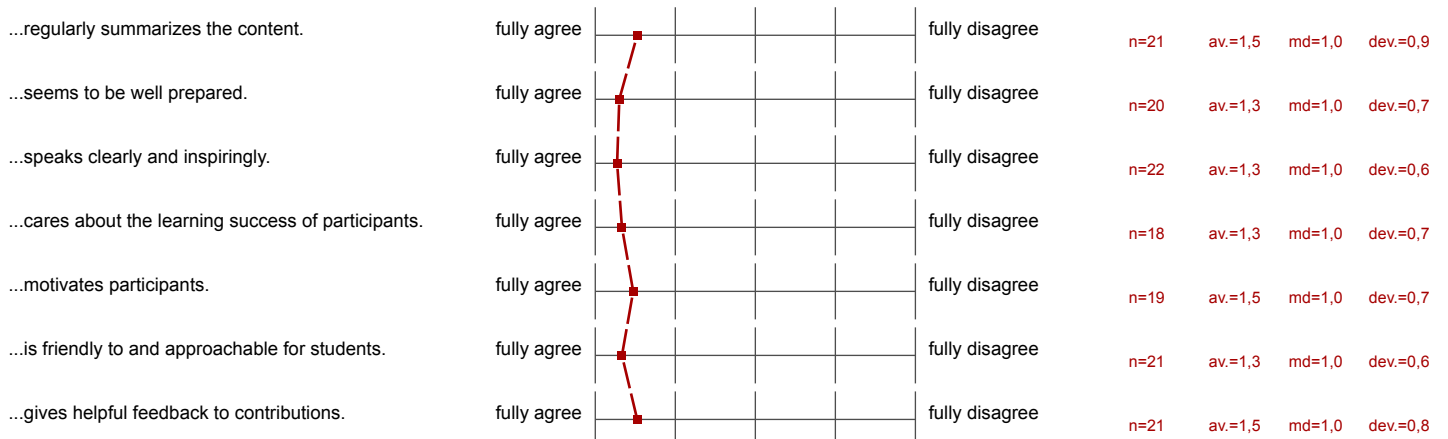 ...regularly summarizes the content. fully agree fully disagree n=21 av.=1,5 md=1,0 dev.=0,9
...seems to be well prepared. fully agree fully disagree n=20 av.=1,3 md=1,0 dev.=0,7
...speaks clearly and inspiringly. fully agree fully disagree n=22 av.=1,3 md=1,0 dev.=0,6
...cares about the learning success of participants. fully agree fully disagree n=18 av.=1,3 md=1,0 dev.=0,7
...motivates participants. fully agree fully disagree n=19 av.=1,5 md=1,0 dev.=0,7
...is friendly to and approachable for students. fully agree fully disagree n=21 av.=1,3 md=1,0 dev.=0,6
...gives helpful feedback to contributions. fully agree fully disagree n=21 av.=1,5 md=1,0 dev.=0,8